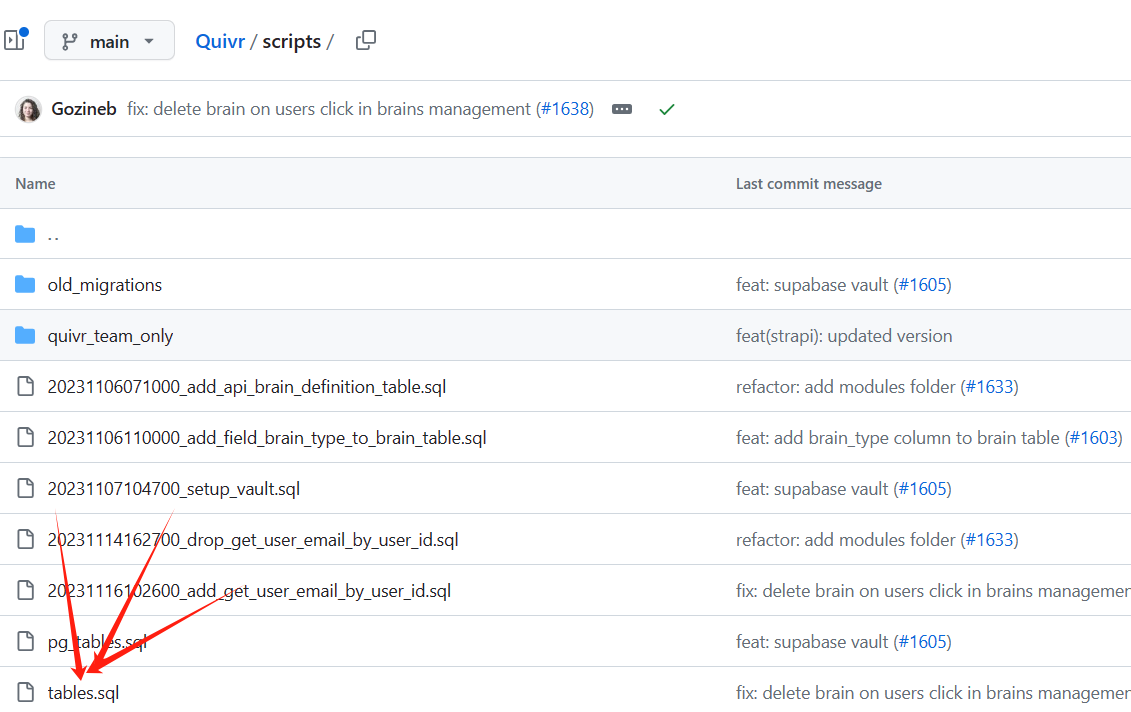 main
Quivr / scripts /
Gozineb fix: delete brain on users click in brains management (#1638)
Name Last commit message
..
old_migrations feat: supabase vault (#1605)
quivr_team_only feat(strapi): updated version
20231106071000_add_api_brain_definition_table.sql refactor: add modules folder (#1633)
20231106110000_add_field_brain_type_to_brain_table.sql feat: add brain_type column to brain table (#1603)
20231107104700_setup_vault.sql feat: supabase vault (#1605)
20231114162700_drop_get_user_email_by_user_id.sql refactor: add modules folder (#1633)
20231116102600_add_get_user_email_by_user_id.sql fix: delete brain on users click in brains managemen
pg_tables.sql feat: supabase vault (#1605)
tables.sql fix: delete brain on users click in brains managemen